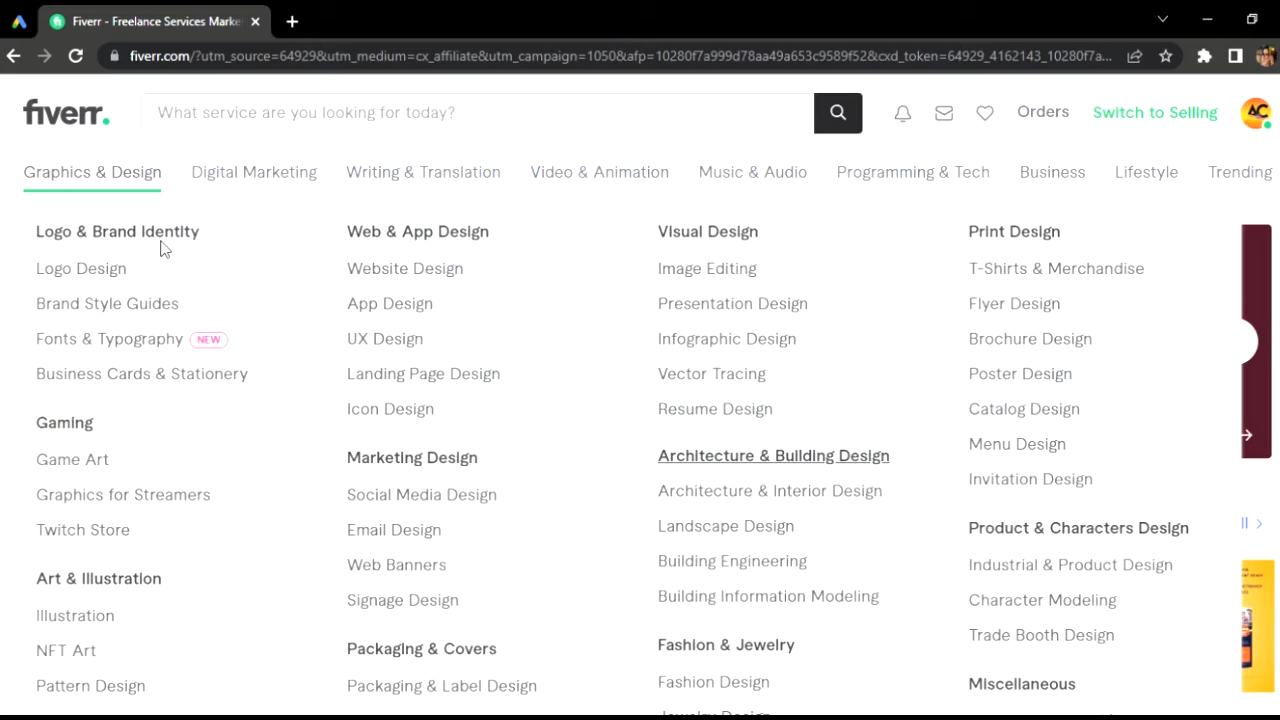 Fiverr - Freelance Services Marke
fiverr.com/?utm_source=64929&utm_medium=cx_affiliate&utm_campaign=1050&afp=10280f7a999d78aa49a653c9589f52&cxd_token=64929_4162143_10280f7a...
fiverr.
What service are you looking for today?
Orders
Switch to Selling
AC
Graphics & Design
Digital Marketing
Writing & Translation
Video & Animation
Music & Audio
Programming & Tech
Business
Lifestyle
Trending
Logo & Brand Identity
Logo Design
Brand Style Guides
Fonts & Typography NEW
Business Cards & Stationery
Gaming
Game Art
Graphics for Streamers
Twitch Store
Art & Illustration
Illustration
NFT Art
Pattern Design
Web & App Design
Website Design
App Design
UX Design
Landing Page Design
Icon Design
Marketing Design
Social Media Design
Email Design
Web Banners
Signage Design
Packaging & Covers
Packaging & Label Design
Visual Design
Image Editing
Presentation Design
Infographic Design
Vector Tracing
Resume Design
Architecture & Building Design
Architecture & Interior Design
Landscape Design
Building Engineering
Building Information Modeling
Fashion & Jewelry
Fashion Design
Jewelry Design
Print Design
T-Shirts & Merchandise
Flyer Design
Brochure Design
Poster Design
Catalog Design
Menu Design
Invitation Design
Product & Characters Design
Industrial & Product Design
Character Modeling
Trade Booth Design
Miscellaneous